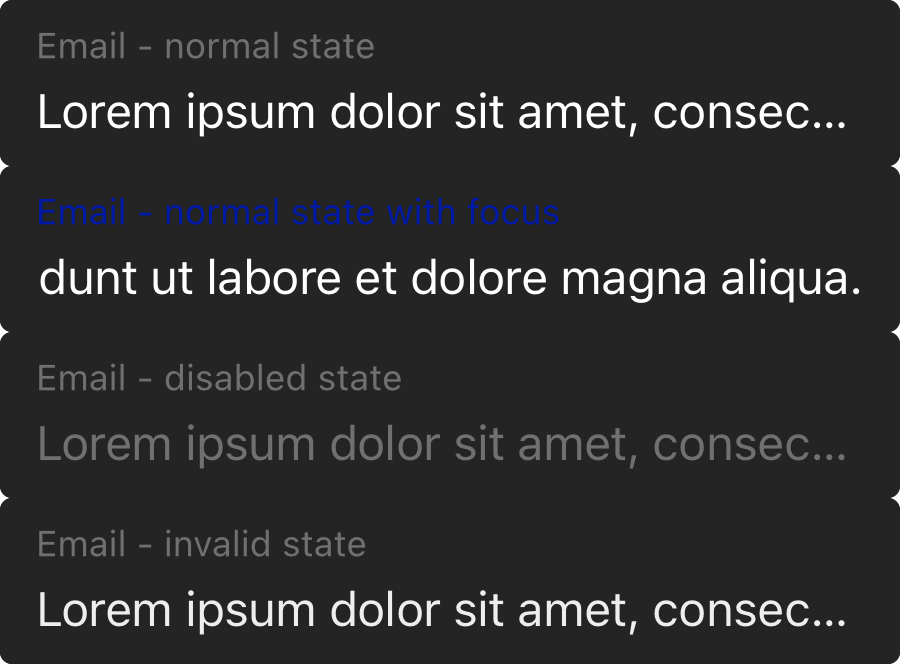 Email - normal state
Lorem ipsum dolor sit amet, consec...
Email - normal state with focus
dunt ut labore et dolore magna aliqua.
Email - disabled state
Lorem ipsum dolor sit amet, consec...
Email - invalid state
Lorem ipsum dolor sit amet, consec...